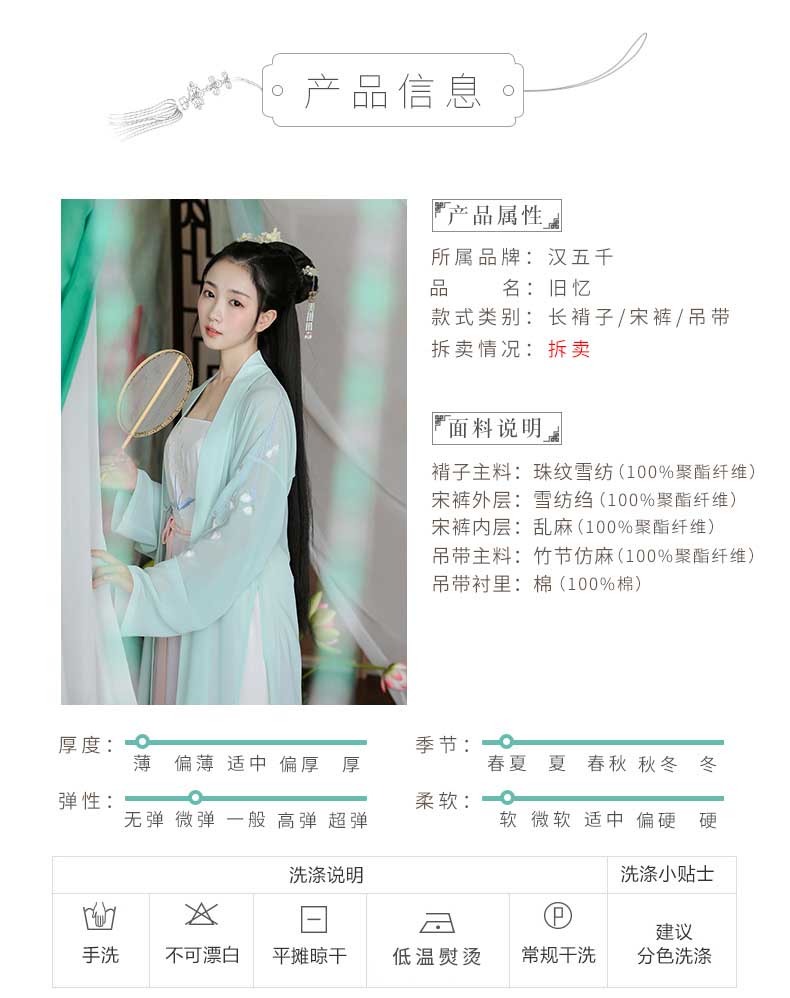 产品信息
产品属性
所属品牌：汉五千
品 名：旧忆
款式类别：长褙子/宋裤/吊带
拆卖情况：拆卖
面料说明
褙子主料：珠纹雪纺（100%聚酯纤维）
宋裤外层：雪纺绉（100%聚酯纤维）
宋裤内层：乱麻（100%聚酯纤维）
吊带主料：竹节仿麻（100%聚酯纤维）
吊带衬里：棉（100%棉）
厚度：
薄 偏薄 适中 偏厚 厚
季节：
春夏 夏 春秋 秋冬 冬
弹性：
无弹 微弹 一般 高弹 超弹
柔软：
软 微软 适中 偏硬 硬
洗涤说明
洗涤小贴士
手洗
不可漂白
平摊晾干
低温熨烫
P
常规干洗
建议
分色洗涤